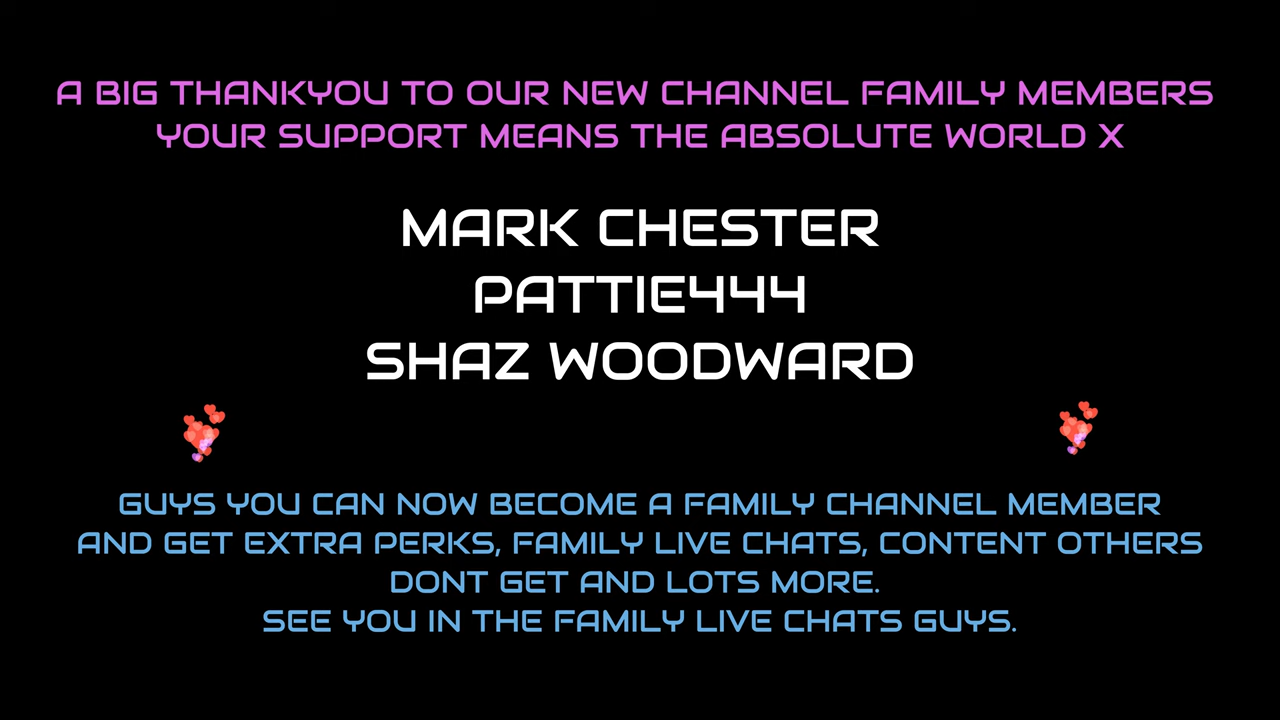 A BIG THANKYOU TO OUR NEW CHANNEL FAMILY MEMBERS
YOUR SUPPORT MEANS THE ABSOLUTE WORLD X
MARK CHESTER
PATTIE444
SHAZ WOODWARD
GUYS YOU CAN NOW BECOME A FAMILY CHANNEL MEMBER
AND GET EXTRA PERKS, FAMILY LIVE CHATS, CONTENT OTHERS
DONT GET AND LOTS MORE.
SEE YOU IN THE FAMILY LIVE CHATS GUYS.